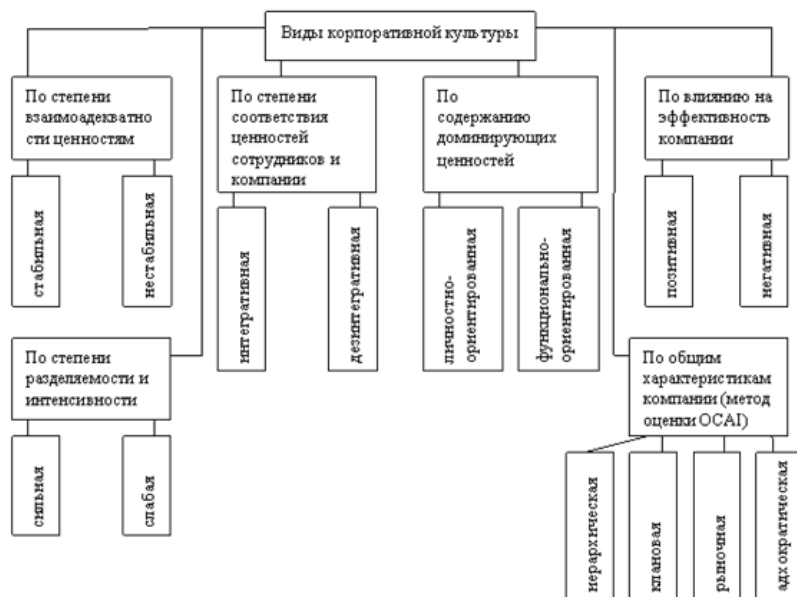 Виды корпоративной культуры
По степени
взаимоадекватно
сти ценностям
По степени
соответствия
ценностей
сотрудников и
компании
По
содержанию
доминирующих
ценностей
По влиянию на
эффективность
компании
стабильная
нестабильная
интегративная
дезинтегративная
личностно-
ориентированная
функционально-
ориентированная
позитивная
негативная
По степени
разделяемости и
интенсивности
По общим
характеристикам
компании (метод
оценки OCAI)
сильная
слабая
иерархическая
клановая
рыночная
адхократическая